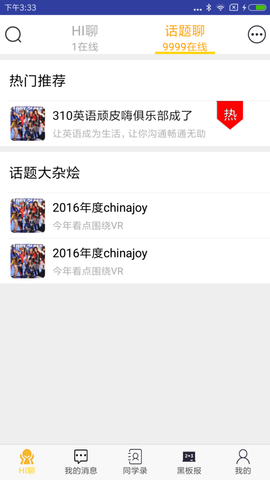 下午3:33
HI聊
话题聊
1在线
9999在线
热门推荐
310英语顽皮嗨俱乐部成了
热
让英语成为生活，让你沟通畅通无助
话题大杂烩
2016年度chinajoy
今年看点围绕VR
2016年度chinajoy
今年看点围绕VR
HI聊
我的消息
同学录
2+3
黑板报
我的